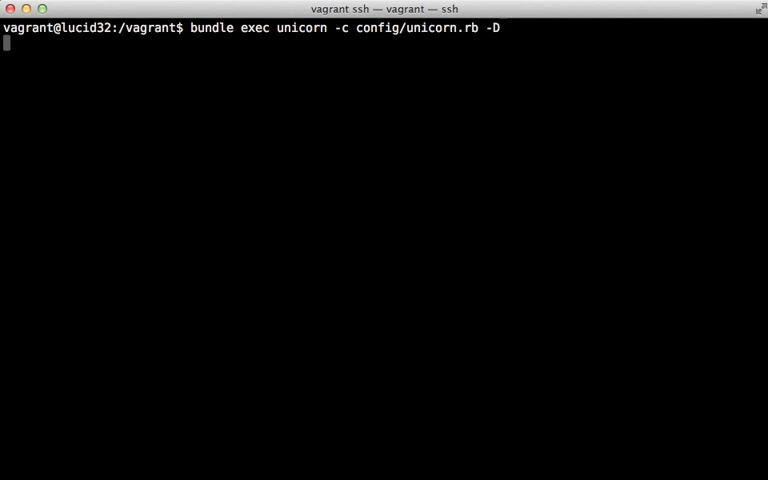 vagrant ssh — vagrant — ssh
vagrant@lucid32:/vagrant$ bundle exec unicorn -c config/unicorn.rb -D